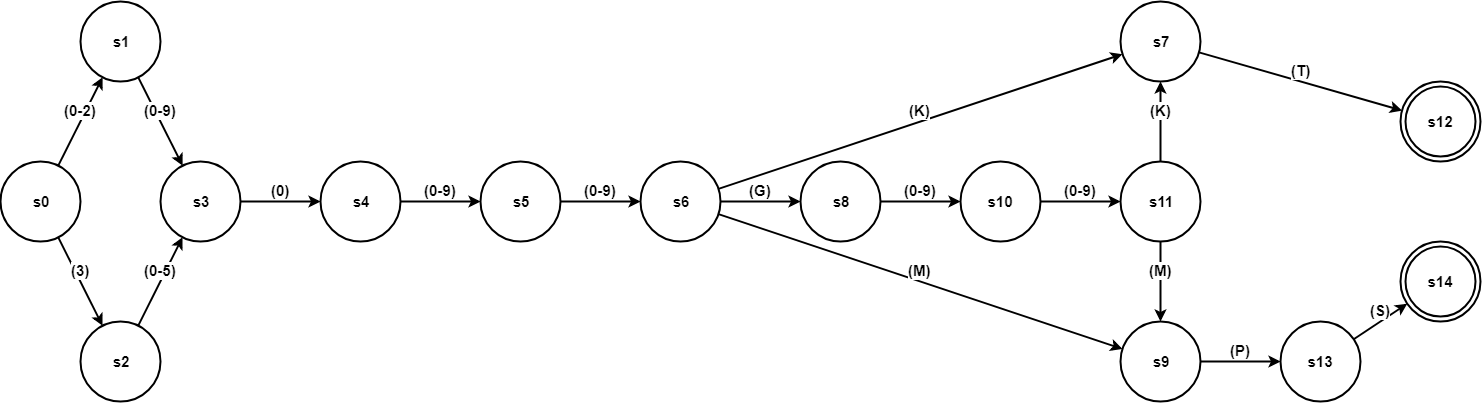 s1
s7
(T)
(0-2)
(0-9)
(K)
(K)
s12
s0
s3
(0)
s4
(0-9)
s5
(0-9)
s6
(G)
s8
(0-9)
s10
(0-9)
s11
(3)
(0-5)
(M)
(M)
s14
(S)
s2
s9
(P)
s13